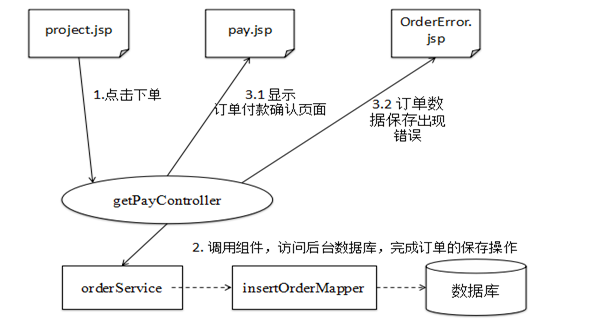 project.jsp
pay.jsp
OrderError.
jsp
1.点击下单
3.1 显示
订单付款确认页面
3.2 订单数
据保存出现
错误
getPayController
2. 调用组件，访问后台数据库，完成订单的保存操作
orderService
insertOrderMapper
数据库